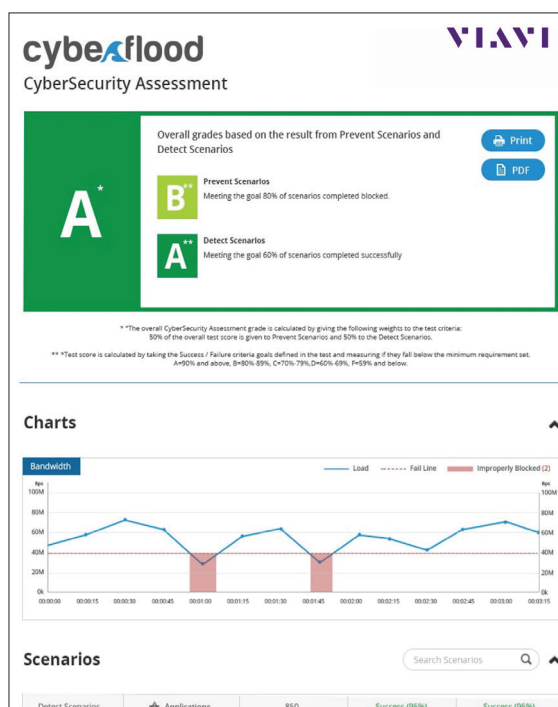 cyberflood
VIAVI
CyberSecurity Assessment
A*
Overall grades based on the result from Prevent Scenarios and
Detect Scenarios
Print
PDF
B**
Prevent Scenarios
Meeting the goal 80% of scenarios completed blocked.
A**
Detect Scenarios
Meeting the goal 60% of scenarios completed successfully
* *The overall CyberSecurity Assessment grade is calculated by giving the following weights to the test criteria:
50% of the overall test score is given to Prevent Scenarios and 50% to the Detect Scenarios.
** *Test score is calculated by taking the Success / Failure criteria goals defined in the test and measuring if they fall below the minimum requirement set.
A=90% and above, B=80%-89%, C=70%-79%,D=60%-69%, F=59% and below.
Charts
Bandwidth
Load Fail Line Improperly Blocked (2)
Bps Bps
100M 100M
80M 80M
60M 60M
40M 40M
20M 20M
0k 0k
00:00:00 00:00:15 00:00:30 00:00:45 00:01:00 00:01:15 00:01:30 00:01:45 00:02:00 00:02:15 00:02:30 00:02:45 00:03:00 00:03:15
Scenarios
Search Scenarios
Detect Scenarios Applications 850 Success (96%) Success (96%)